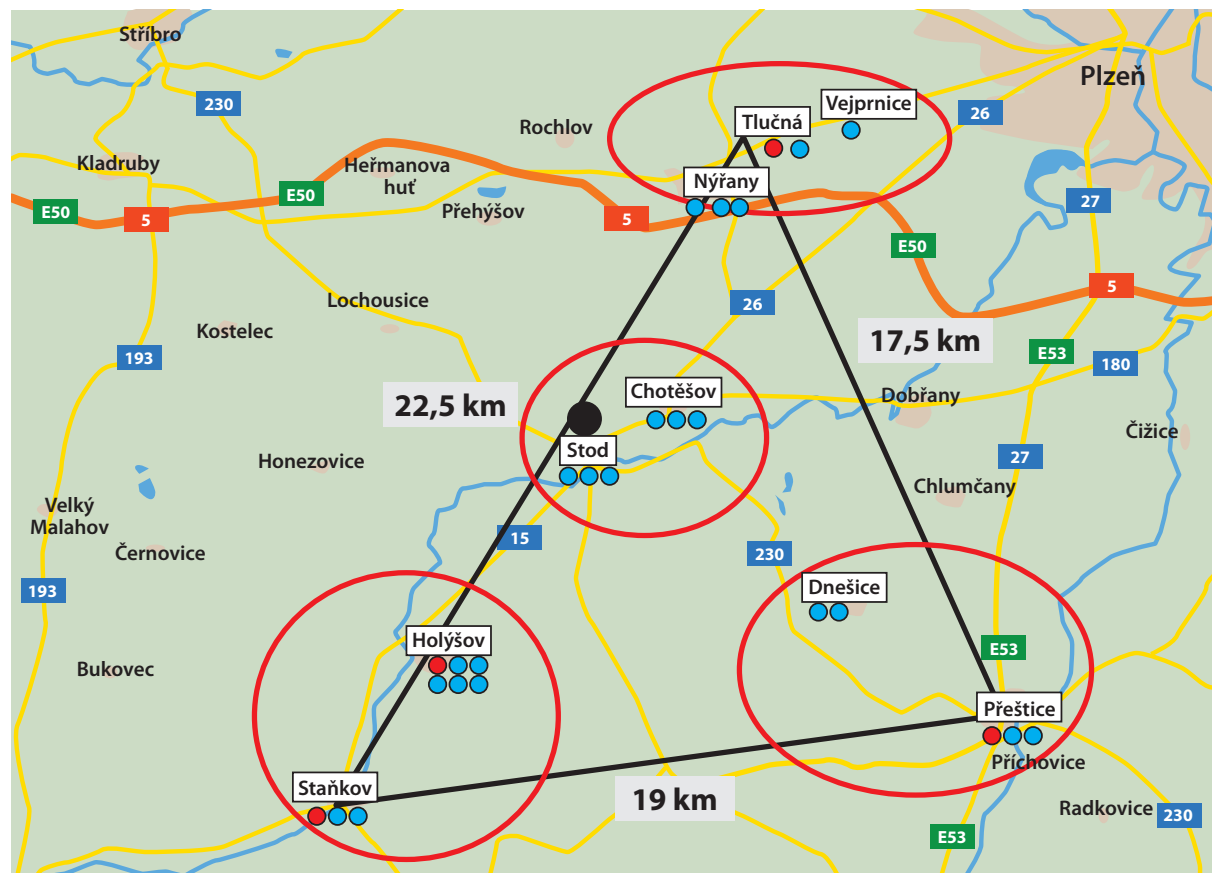 Stříbro
Plzeň
230
Vejprnice
26
Tlučná
Rochlov
Kladruby
Heřmanova
huť
Nýřany
E50
E50
27
Přehýšov
E50
5
5
E50
5
Lochousice
26
Kostelec
17,5 km
E53
193
180
Chotěšov
Dobřany
22,5 km
Čižice
Stod
Honezovice
27
Chlumčany
Velký
Malahov
15
Černovice
230
193
Dnešice
Holýšov
E53
Bukovec
Přeštice
Příchovice
Staňkov
19 km
Radkovice
230
E53